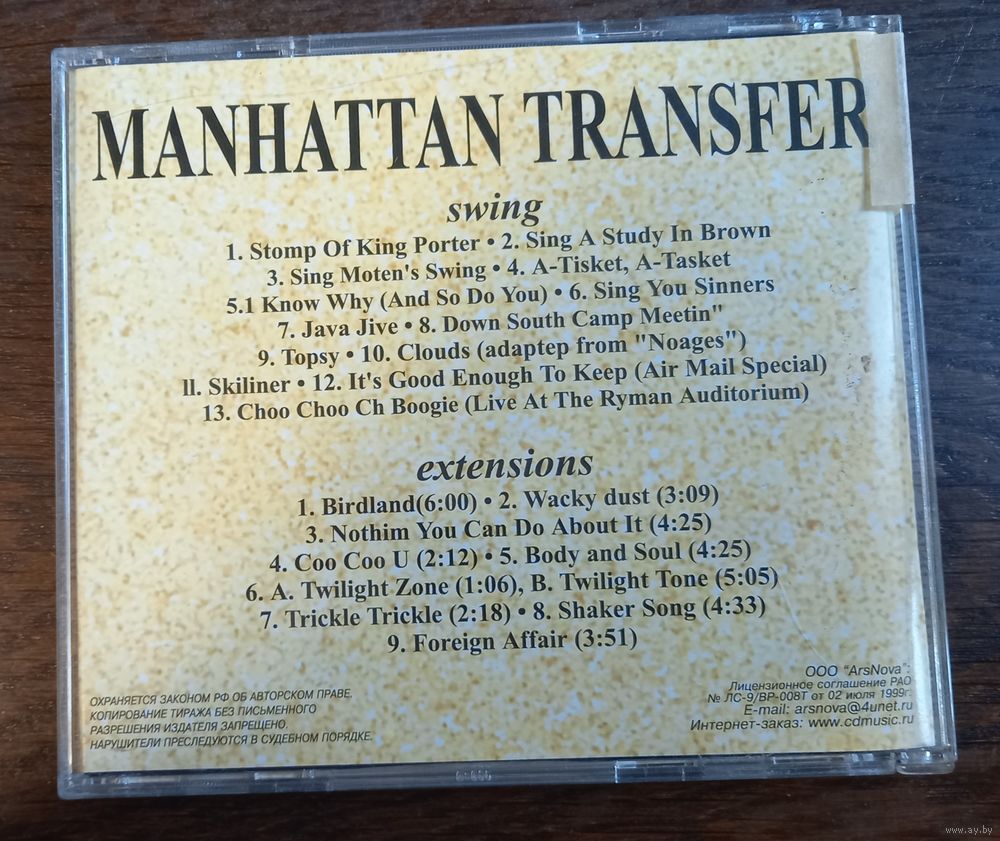 MANHATTAN TRANSFER
swing
1. Stomp Of King Porter • 2. Sing A Study In Brown
3. Sing Moten's Swing • 4. A-Tisket, A-Tasket
5.1 Know Why (And So Do You) • 6. Sing You Sinners
7. Java Jive • 8. Down South Camp Meetin"
9. Topsy • 10. Clouds (adaptep from "Noages")
ll. Skiliner • 12. It's Good Enough To Keep (Air Mail Special)
13. Choo Choo Ch Boogie (Live At The Ryman Auditorium)
extensions
1. Birdland(6:00) • 2. Wacky dust (3:09)
3. Nothim You Can Do About It (4:25)
4. Coo Coo U (2:12) • 5. Body and Soul (4:25)
6. A. Twilight Zone (1:06), B. Twilight Tone (5:05)
7. Trickle Trickle (2:18) • 8. Shaker Song (4:33)
9. Foreign Affair (3:51)
ОХРАНЯЕТСЯ ЗАКОНОМ РФ ОБ АВТОРСКОМ ПРАВЕ.
КОПИРОВАНИЕ ТИРАЖА БЕЗ ПИСЬМЕННОГО
РАЗРЕШЕНИЯ ИЗДАТЕЛЯ ЗАПРЕЩЕНО.
НАРУШИТЕЛИ ПРЕСЛЕДУЮТСЯ В СУДЕБНОМ ПОРЯДКЕ.
ООО "ArsNova":
Лицензионное соглашение РАО
№ ЛС-9/ВР-008Т от 02 июля 1999г.
E-mail: arsnova@4unet.ru
Интернет-заказ: www.cdmusic.ru
www.ay.by